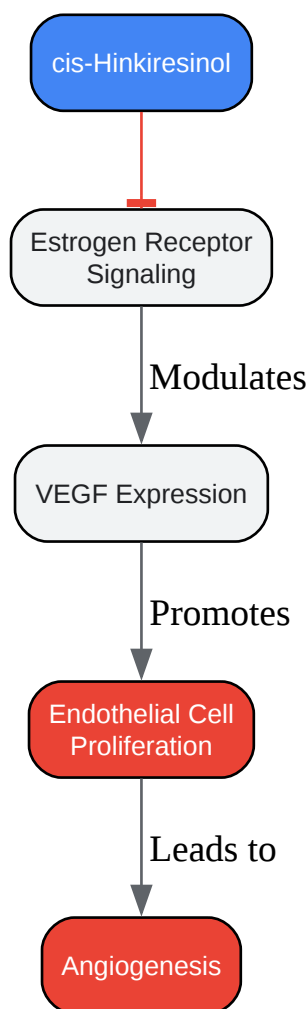 cis-Hinkiresinol
Estrogen Receptor
Signaling
Modulates
VEGF Expression
Promotes
Endothelial Cell
Proliferation
Leads to
Angiogenesis